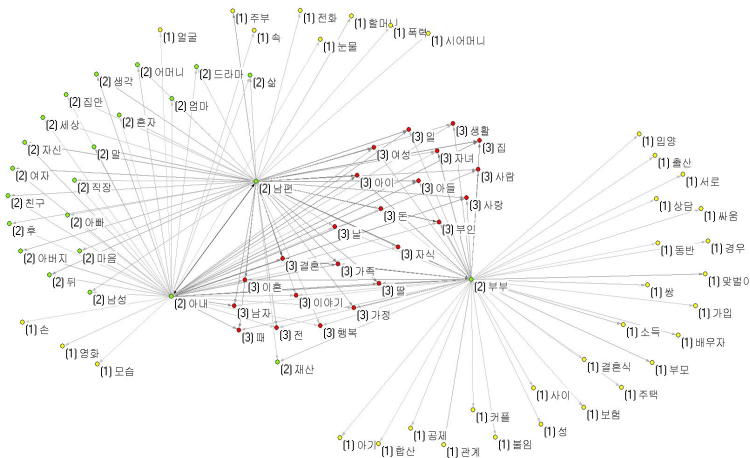 (1) 주부
(1) 전화
(1) 할머니
(1) 폭력
(1) 얼굴
(1) 속
(1) 눈물
(1) 시어머니
(2) 어머니
(2) 드라마
(2) 생각
(2) 삶
(2) 집안
(2) 엄마
(2) 세상
(2) 혼자
(3) 일
(3) 생활
(2) 자신
(2) 말
(3) 여성
(3) 자녀
(3) 집
(1) 입양
(1) 출산
(2) 여자
(2) 직장
(2) 남편
(3) 아이
(3) 아들
(3) 사람
(1) 서로
(2) 친구
(2) 아빠
(3) 돈
(3) 사랑
(1) 상담
(1) 싸움
(2) 후
(3) 날
(3) 부인
(2) 아버지
(2) 마음
(3) 결혼
(3) 가족
(3) 자식
(1) 동반
(1) 경우
(2) 뒤
(2) 남성
(2) 아내
(3) 이혼
(3) 이야기
(3) 딸
(2) 부부
(1) 쌍
(1) 맞벌이
(1) 손
(3) 남자
(3) 가정
(1) 가입
(3) 때
(3) 전
(3) 행복
(1) 소득
(1) 배우자
(1) 영화
(1) 모습
(2) 재산
(1) 결혼식
(1) 부모
(1) 사이
(1) 주택
(1) 커플
(1) 보험
(1) 아기
(1) 합산
(1) 공제
(1) 관계
(1) 불임
(1) 성